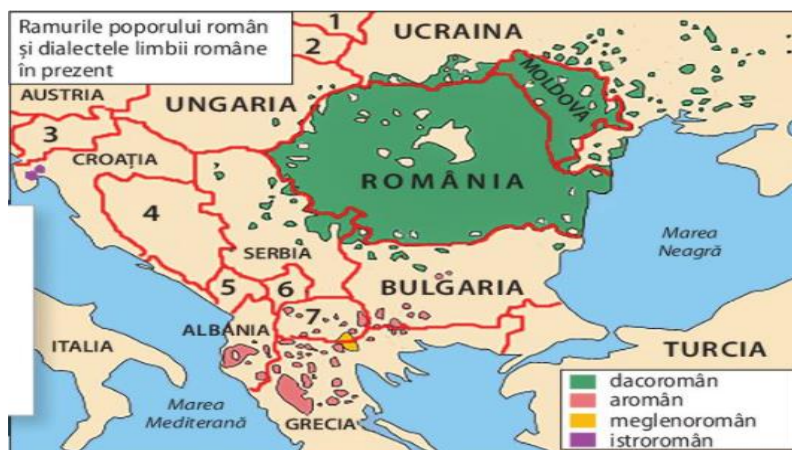 Ramurile poporului român
și dialectele limbii române
în prezent
1
2
UCRAINA
AUSTRIA
UNGARIA
MOLDOVA
3
CROAȚIA
ROMÂNIA
4
SERBIA
Marea
Neagră
5
6
BULGARIA
7
ALBANIA
ITALIA
TURCIA
Marea
Mediterană
GRECIA
dacoromân
aromân
meglenoromân
istroromân